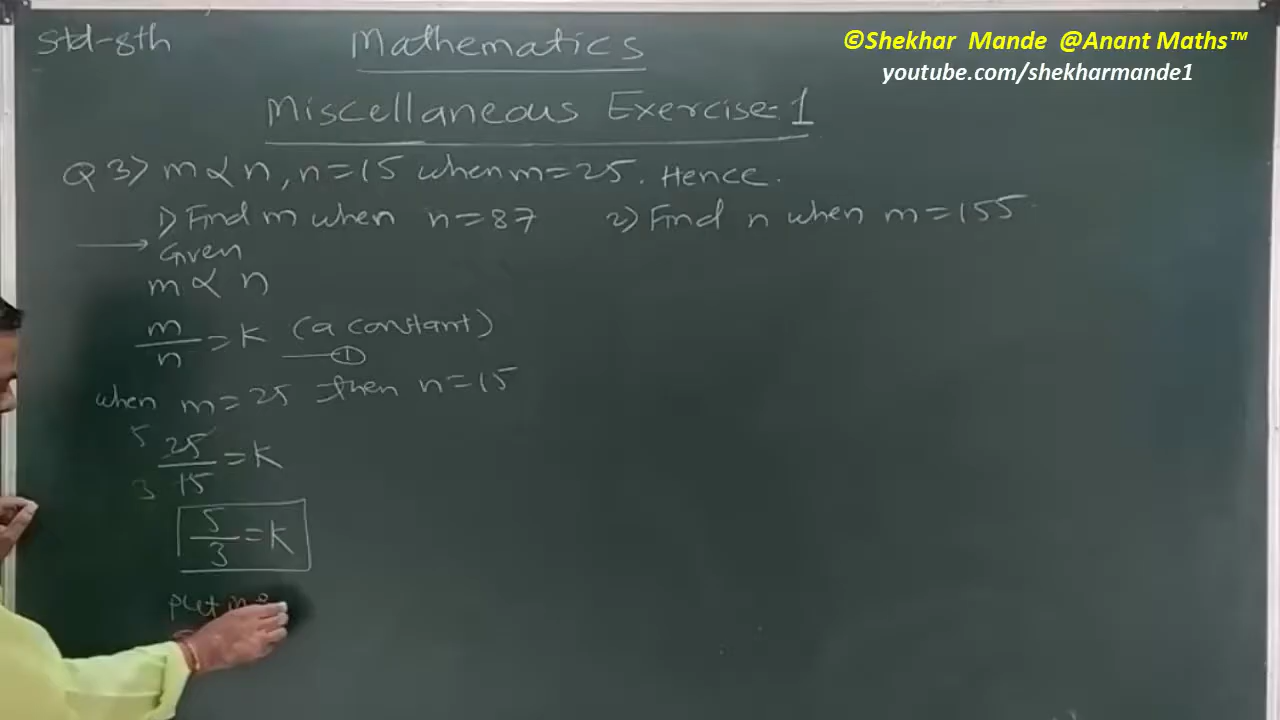 Std-8th
Mathematics
©Shekhar Mande @Anant Maths™
youtube.com/shekharmande1
Miscellaneous Exercise-1
Q 3> m ∝ n, n=15 when m=25. Hence.
1) Find m when n=87 2) Find n when m=155.
→ Given
m ∝ n
m/n = K (a constant)
—①
when m=25 then n=15
5 25/15 3 = K
5/3 = K
put